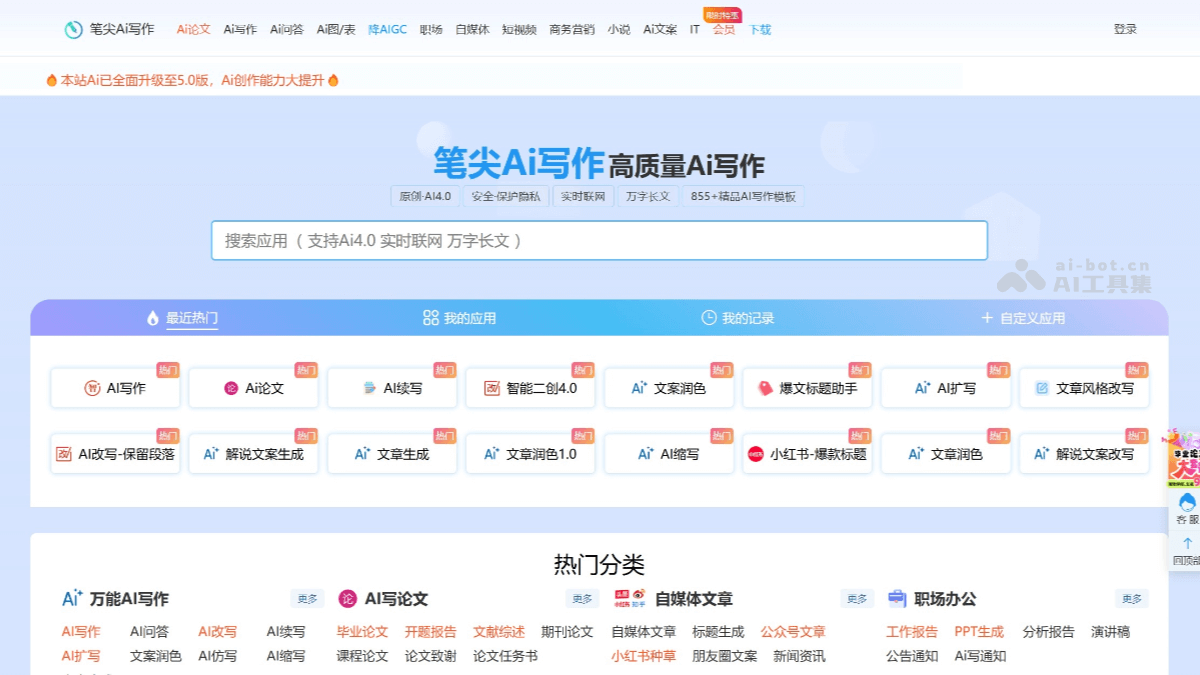 笔尖Ai写作 Ai论文 Ai写作 Ai问答 Ai图/表 降AIGC 职场 自媒体 短视频 商务营销 小说 Ai文案 IT 会员 下载 登录
本站Ai已全面升级至5.0版，Ai创作能力大提升
笔尖Ai写作 高质量Ai写作
原创·AI4.0 安全·保护隐私 实时联网 万字长文 855+精品AI写作模板
搜索应用（支持Ai4.0 实时联网 万字长文 ）
ai-bot.cn
AI工具集
最近热门 我的应用 我的记录 自定义应用
热门 热门 热门 热门 热门 热门 热门 热门
AI写作 Ai论文 AI续写 智能二创4.0 文案润色 爆文标题助手 AI扩写 文章风格改写
热门 热门 热门 热门 热门 热门 热门 热门
AI改写-保留段落 解说文案生成 文章生成 文章润色1.0 AI缩写 小红书-爆款标题 文章润色 解说文案改写
客服
回顶部
热门分类
万能AI写作 更多 AI写论文 更多 自媒体文章 更多 职场办公 更多
AI写作 AI问答 AI改写 AI续写 毕业论文 开题报告 文献综述 期刊论文 自媒体文章 标题生成 公众号文章 工作报告 PPT生成 分析报告 演讲稿
AI扩写 文案润色 AI仿写 AI缩写 课程论文 论文致谢 论文任务书 小红书种草 朋友圈文案 新闻资讯 公告通知 Ai写通知